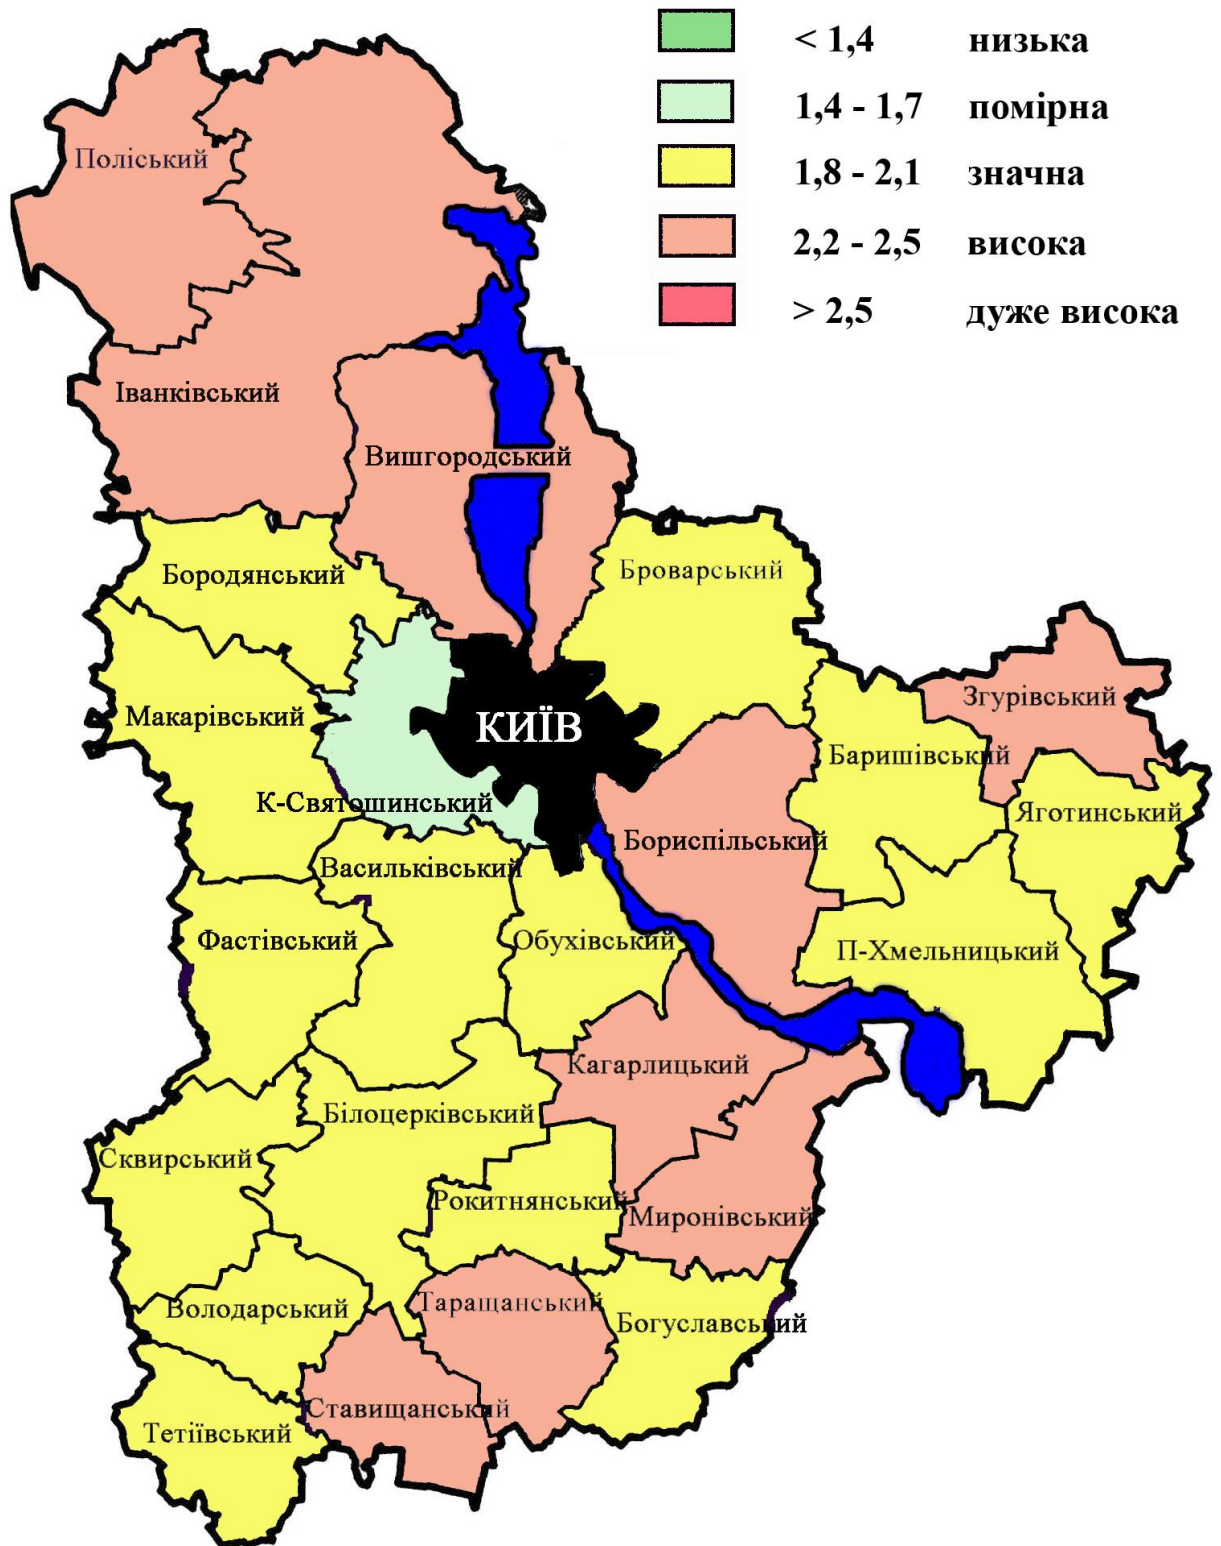 < 1,4 низька
1,4 - 1,7 помірна
1,8 - 2,1 значна
2,2 - 2,5 висока
> 2,5 дуже висока
Поліський
Іванківський
Вишгородський
Бородянський
Броварський
Згурівський
Макарівський
КИЇВ
Баришівський
К-Святошинський
Яготинський
Бориспільський
Васильківський
Фастівський
Обухівський
П-Хмельницький
Кагарлицький
Білоцерківський
Сквирський
Рокитнянський
Миронівський
Володарський
Таращанський
Богуславський
Ставищанський
Тетіївський